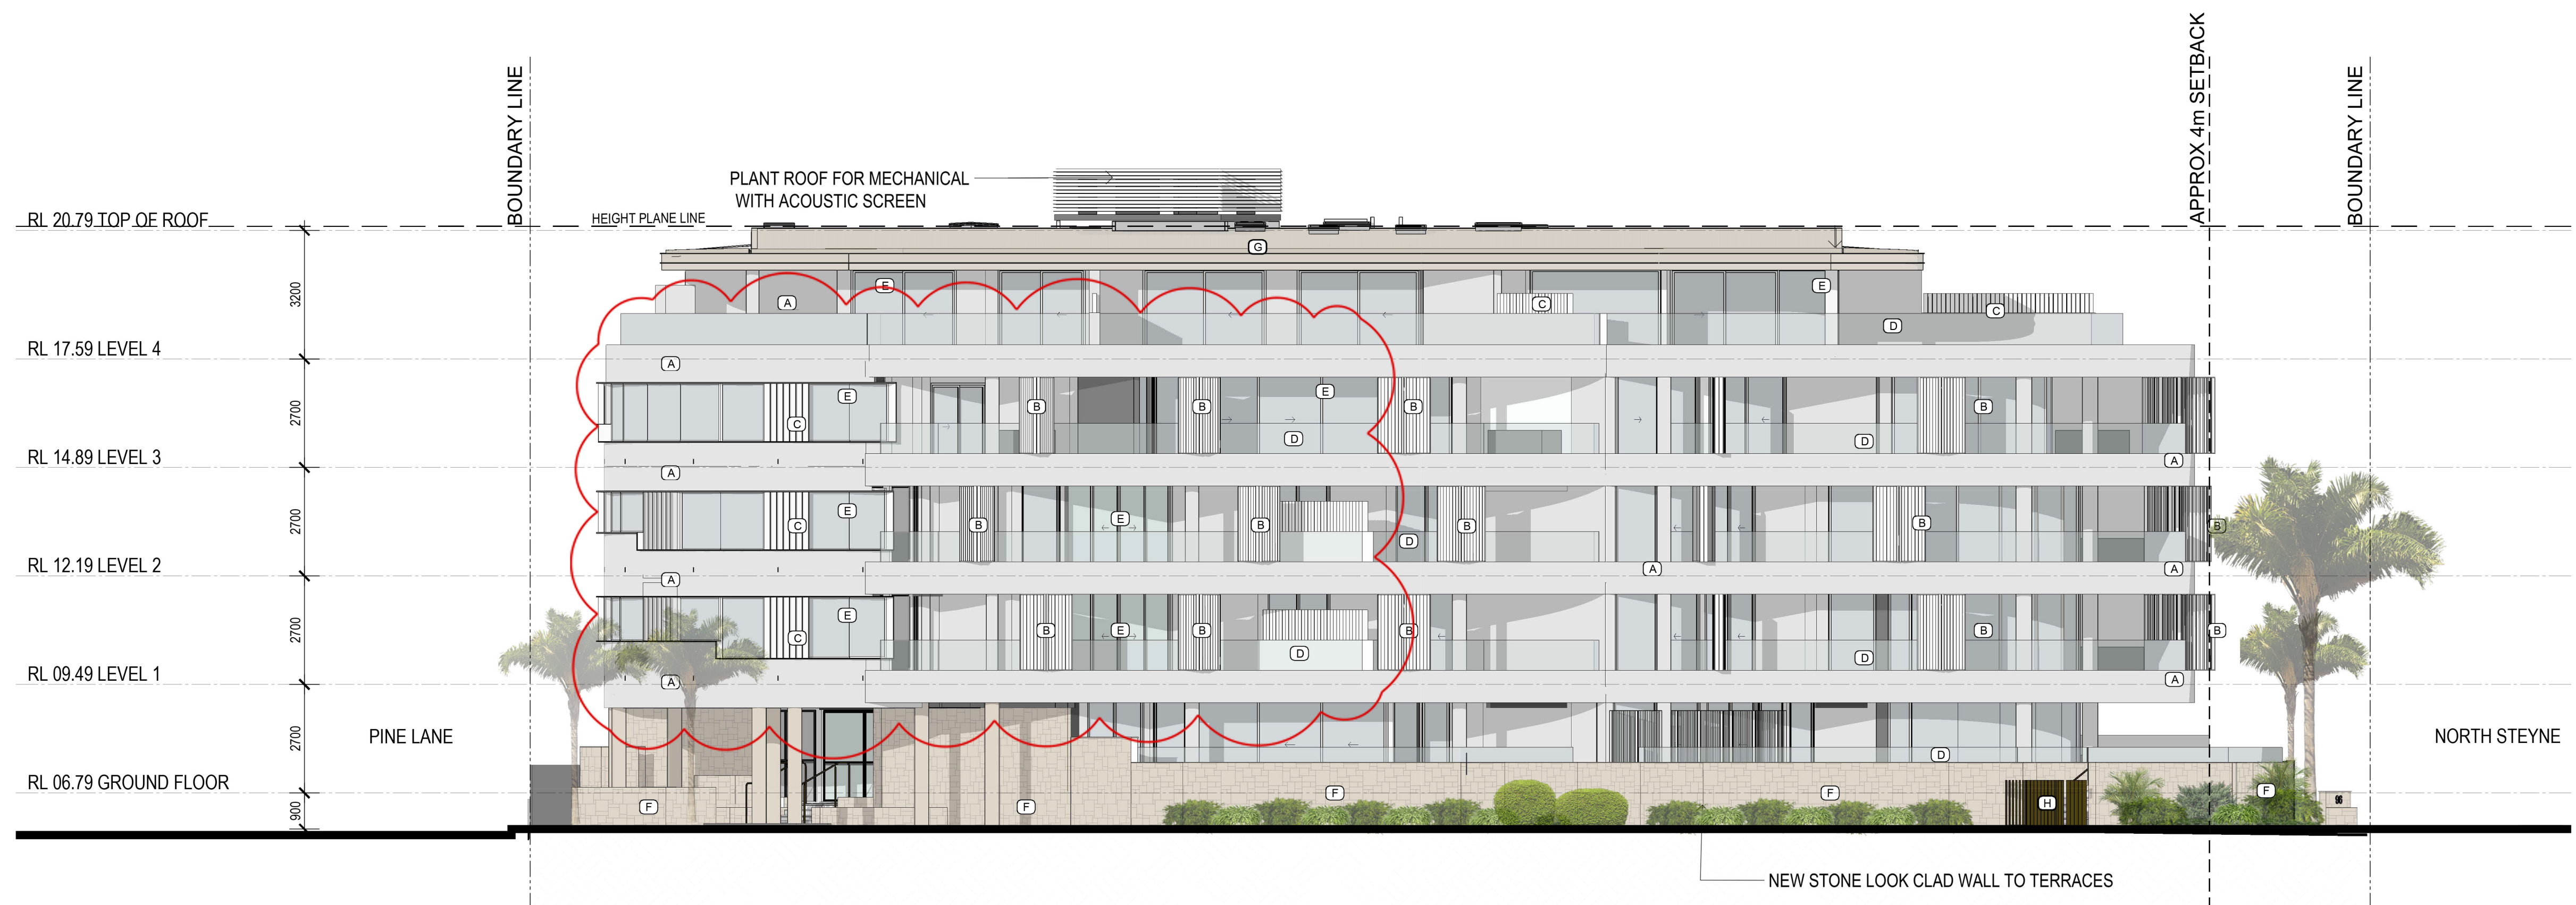 BOUNDARY LINE
APPROX 4m SETBACK
BOUNDARY LINE
PLANT ROOF FOR MECHANICAL
WITH ACOUSTIC SCREEN
RL 20.79 TOP OF ROOF
HEIGHT PLANE LINE
G
3200
A
E
E
C
C
D
RL 17.59 LEVEL 4
A
2700
E
C
B
B
E
B
D
B
D
RL 14.89 LEVEL 3
A
A
2700
C
E
B
E
B
B
D
B
B
RL 12.19 LEVEL 2
A
A
A
2700
C
E
B
E
B
D
B
D
B
B
RL 09.49 LEVEL 1
A
A
2700
PINE LANE
NORTH STEYNE
D
RL 06.79 GROUND FLOOR
900
F
F
F
F
H
F
96
NEW STONE LOOK CLAD WALL TO TERRACES